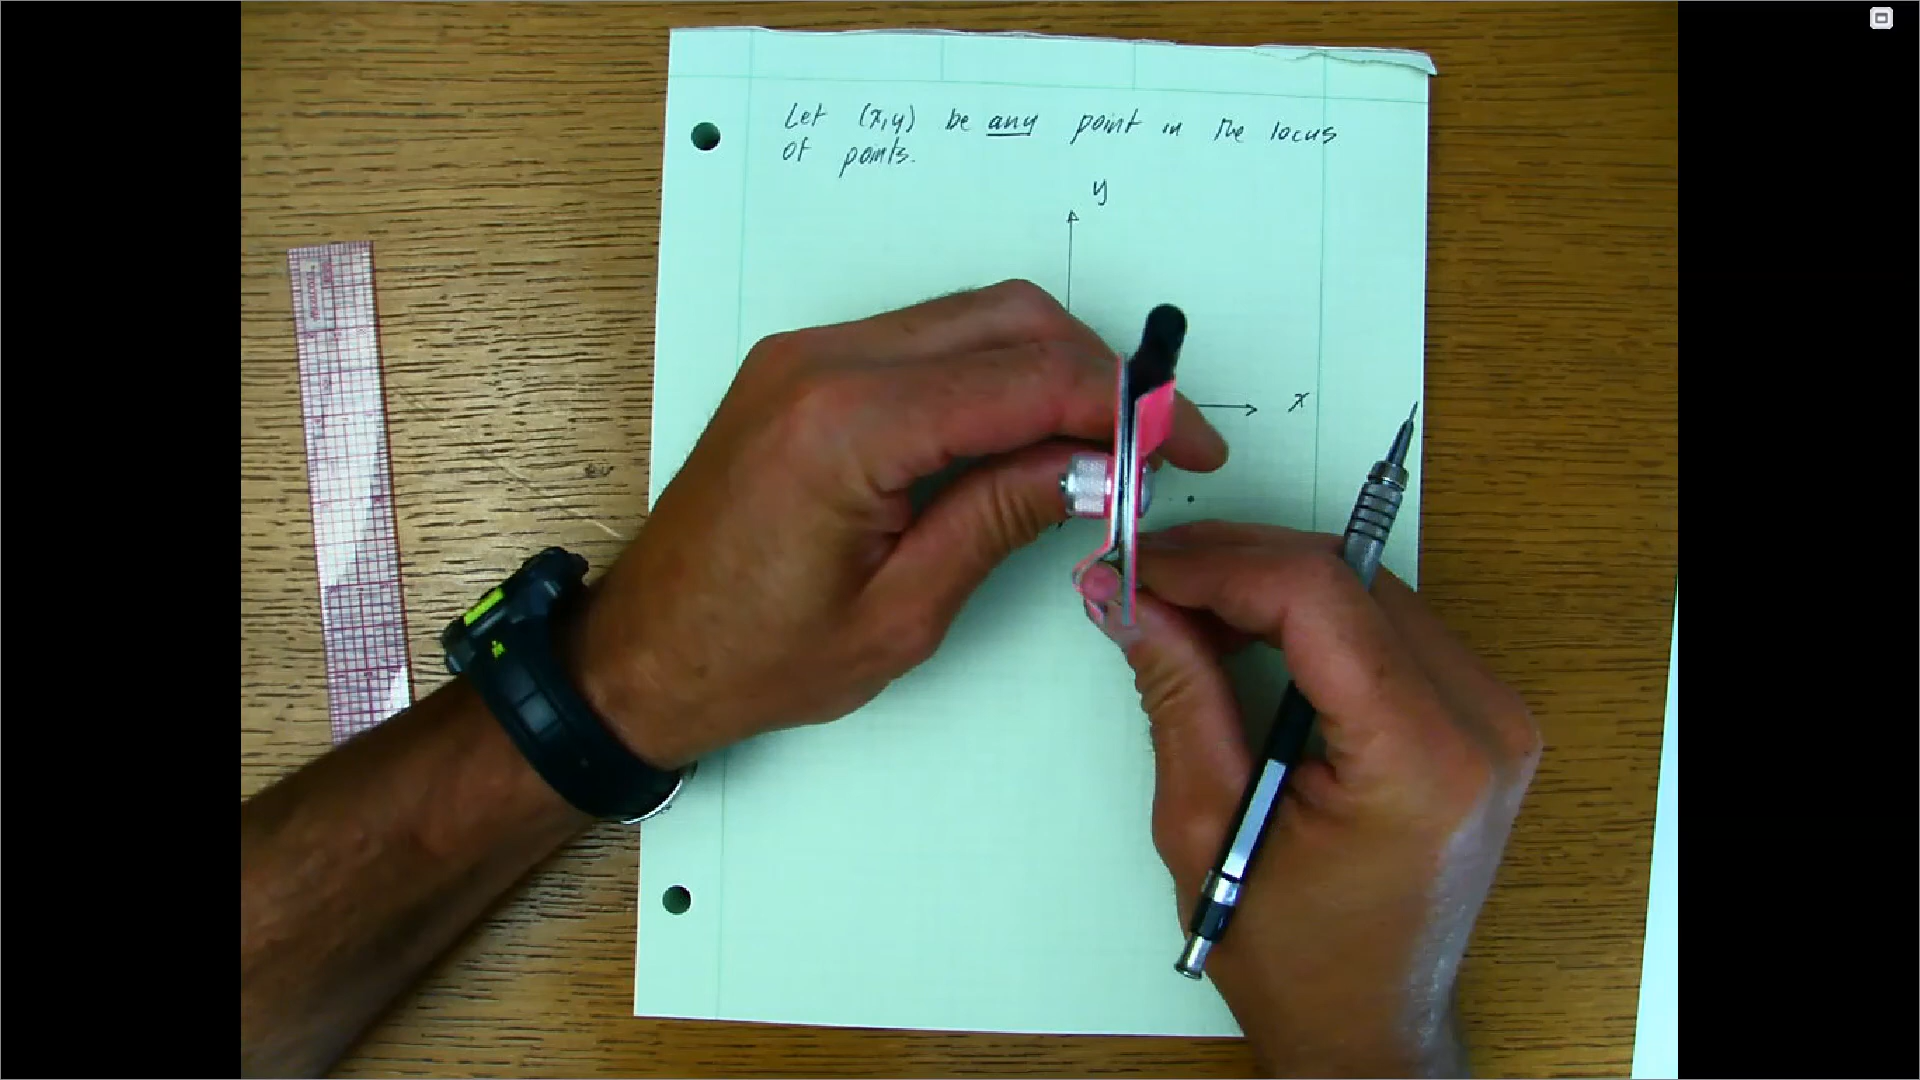 Let (x,y) be any point in the locus
of points.
y
x